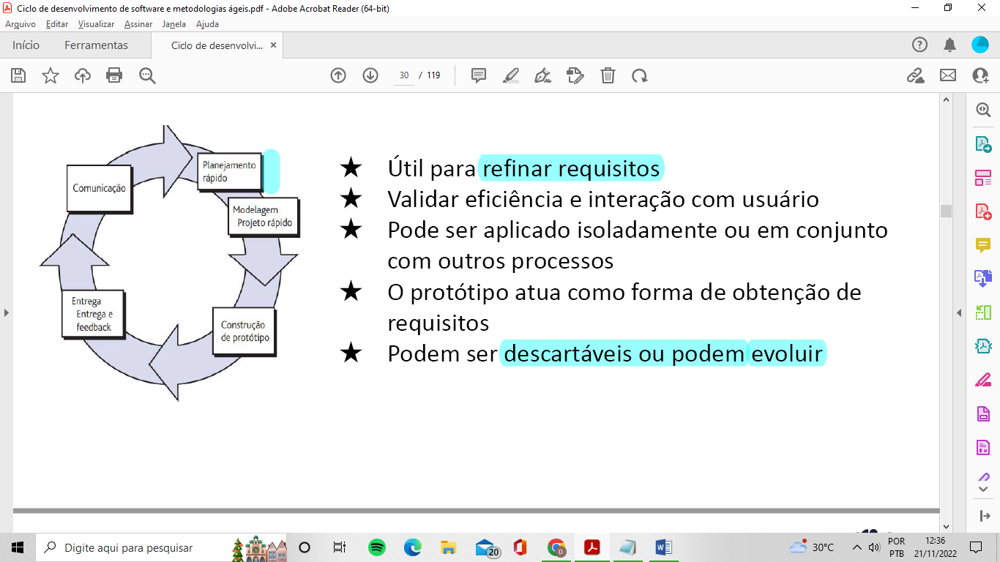 Ciclo de desenvolvimento de software e metodologias ágeis.pdf - Adobe Acrobat Reader (64-bit)
Arquivo Editar Visualizar Assinar Janela Ajuda
Início Ferramentas Ciclo de desenvolvi...
30 / 119
Comunicação
Planejamento
rápido
Modelagem
Projeto rápido
Construção
de protótipo
Entrega
Entrega e
feedback
★ Útil para refinar requisitos
★ Validar eficiência e interação com usuário
★ Pode ser aplicado isoladamente ou em conjunto
com outros processos
★ O protótipo atua como forma de obtenção de
requisitos
★ Podem ser descartáveis ou podem evoluir
Digite aqui para pesquisar
20
D
30°C
POR
PTB
12:36
21/11/2022